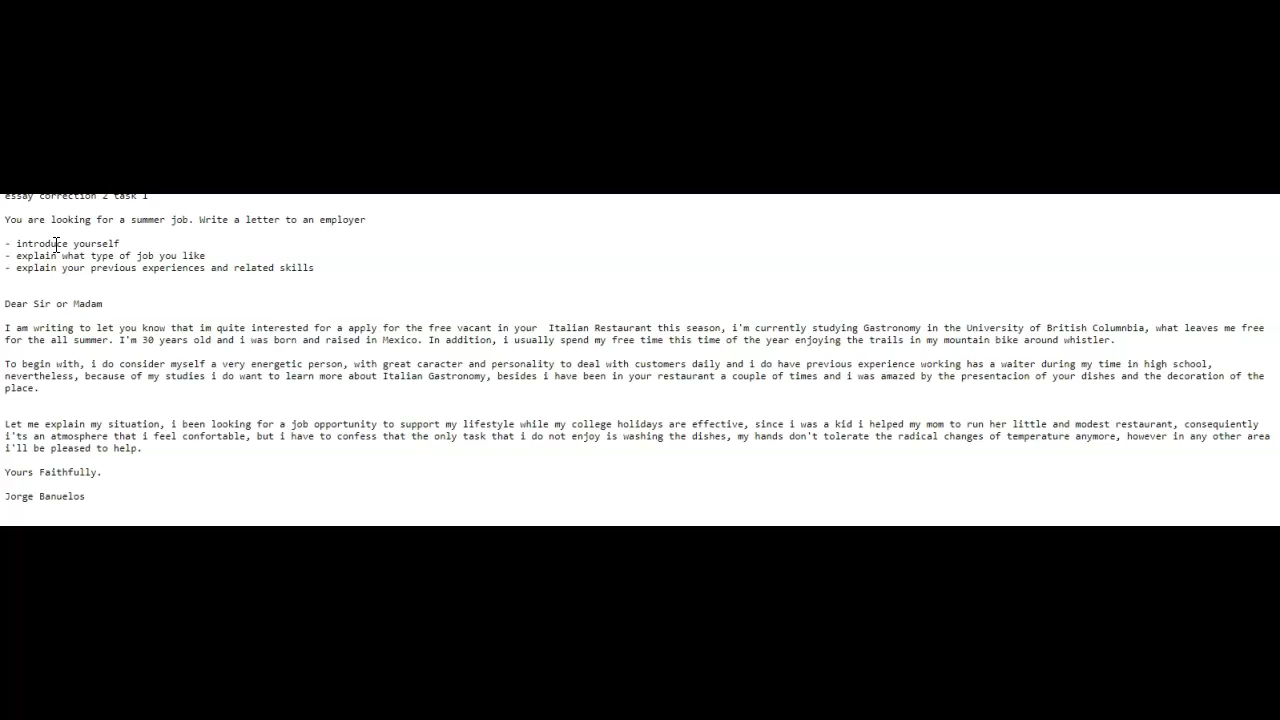 essay correction 2 task 1
You are looking for a summer job. Write a letter to an employer
- introduce yourself
- explain what type of job you like
- explain your previous experiences and related skills
Dear Sir or Madam
I am writing to let you know that im quite interested for a apply for the free vacant in your  Italian Restaurant this season, i'm currently studying Gastronomy in the University of British Columnbia, what leaves me free
for the all summer. I'm 30 years old and i was born and raised in Mexico. In addition, i usually spend my free time this time of the year enjoying the trails in my mountain bike around whistler.
To begin with, i do consider myself a very energetic person, with great caracter and personality to deal with customers daily and i do have previous experience working has a waiter during my time in high school,
nevertheless, because of my studies i do want to learn more about Italian Gastronomy, besides i have been in your restaurant a couple of times and i was amazed by the presentacion of your dishes and the decoration of the
place.
Let me explain my situation, i been looking for a job opportunity to support my lifestyle while my college holidays are effective, since i was a kid i helped my mom to run her little and modest restaurant, consequiently
i'ts an atmosphere that i feel confortable, but i have to confess that the only task that i do not enjoy is washing the dishes, my hands don't tolerate the radical changes of temperature anymore, however in any other area
i'll be pleased to help.
Yours Faithfully.
Jorge Banuelos